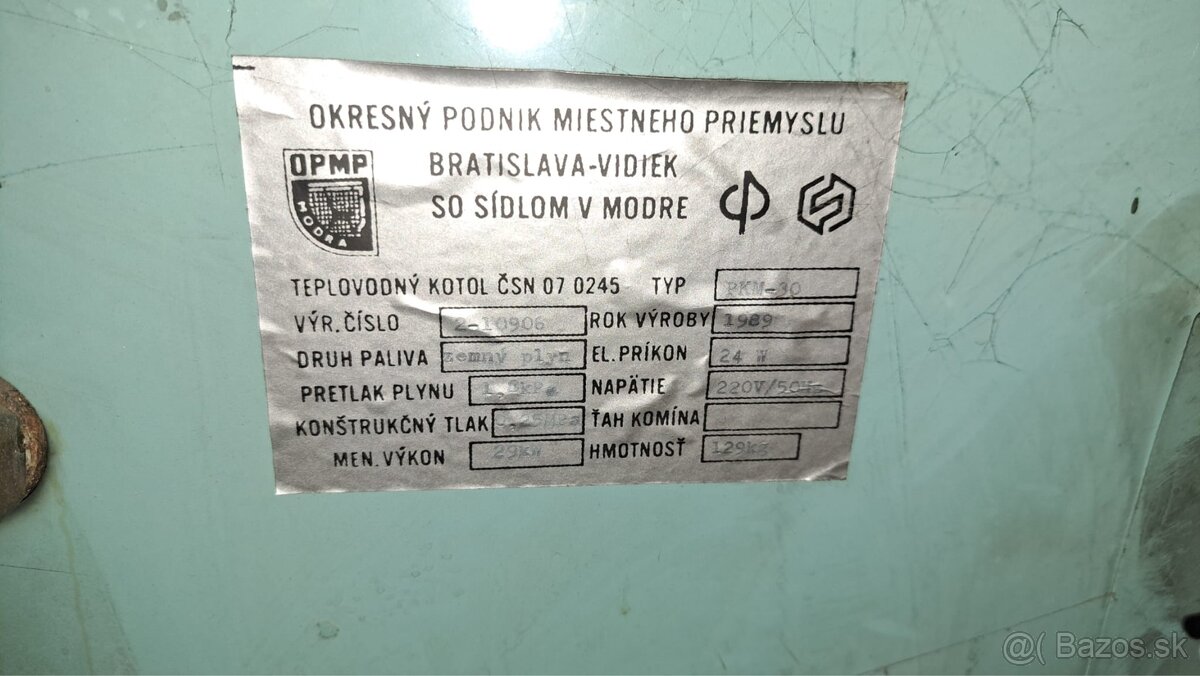 OKRESNÝ PODNIK MIESTNEHO PRIEMYSLU
OPMP
MODRA
BRATISLAVA-VIDIEK
SO SÍDLOM V MODRE
TEPLOVODNÝ KOTOL ČSN 07 0245 TYP PKM-30
VÝR. ČÍSLO 2-10906 ROK VÝROBY 1989
DRUH PALIVA zemný plyn EL. PRÍKON 24 W
PRETLAK PLYNU NAPÄTIE 220V/50Hz
KONŠTRUKČNÝ TLAK ŤAH KOMÍNA
MEN. VÝKON 29kW HMOTNOSŤ 129kg
@( Bazos.sk